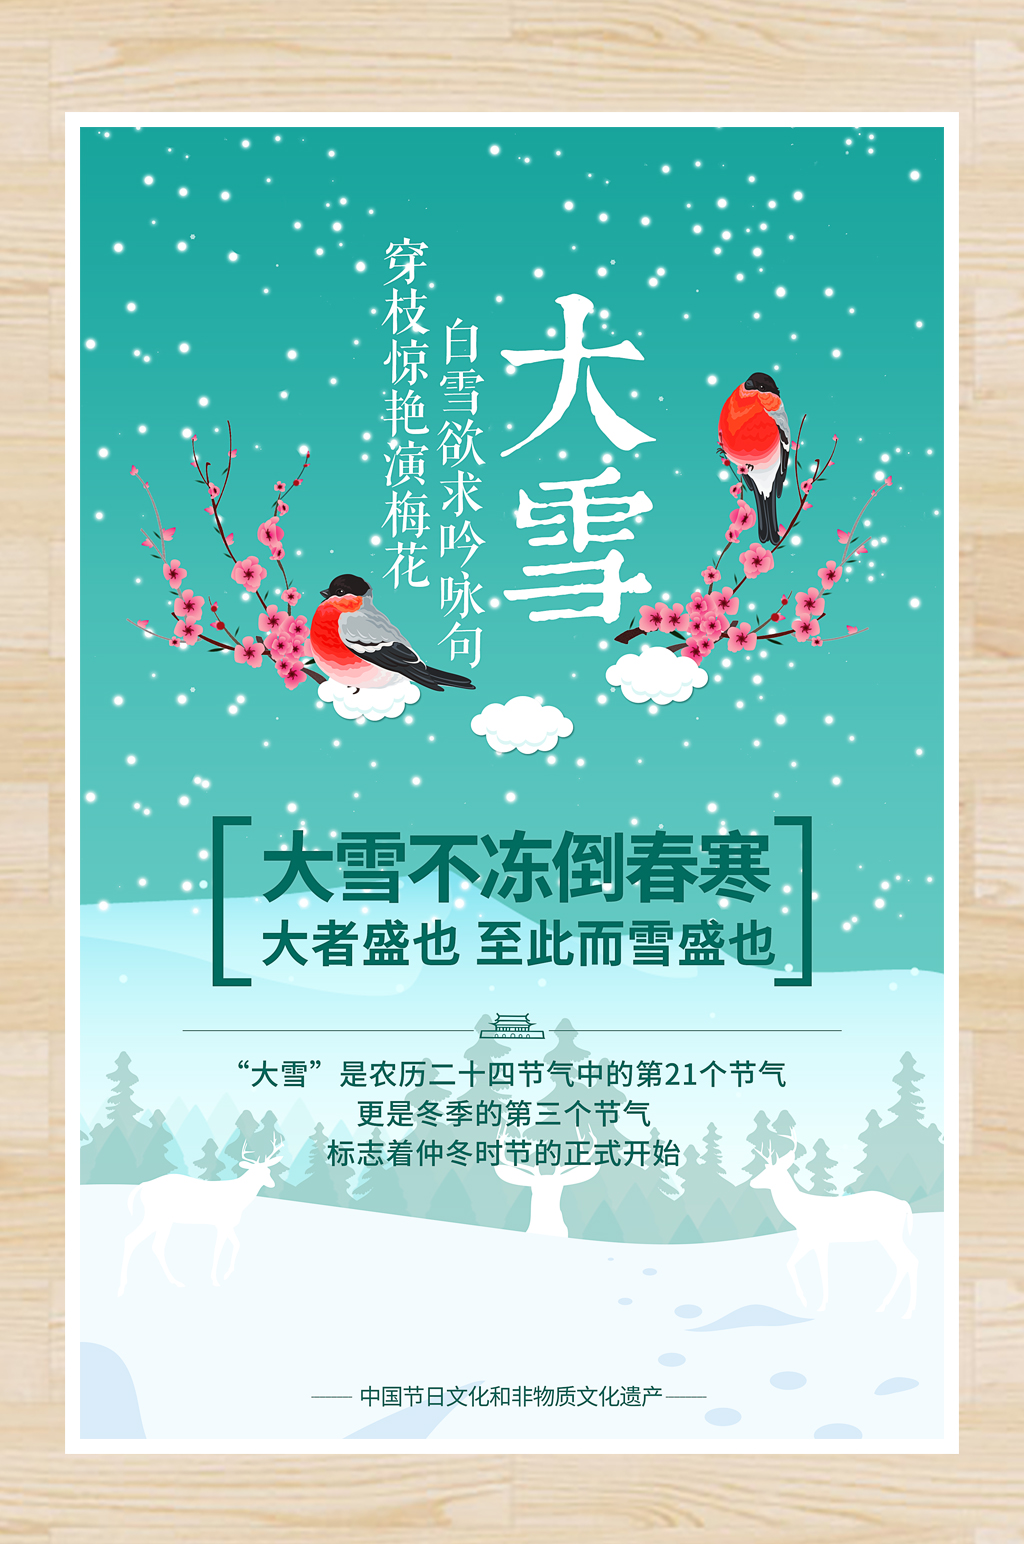 大雪
白雪欲求吟咏句
穿枝惊艳演梅花
大雪不冻倒春寒
大者盛也 至此而雪盛也
“大雪”是农历二十四节气中的第21个节气
更是冬季的第三个节气
标志着仲冬时节的正式开始
中国节日文化和非物质文化遗产